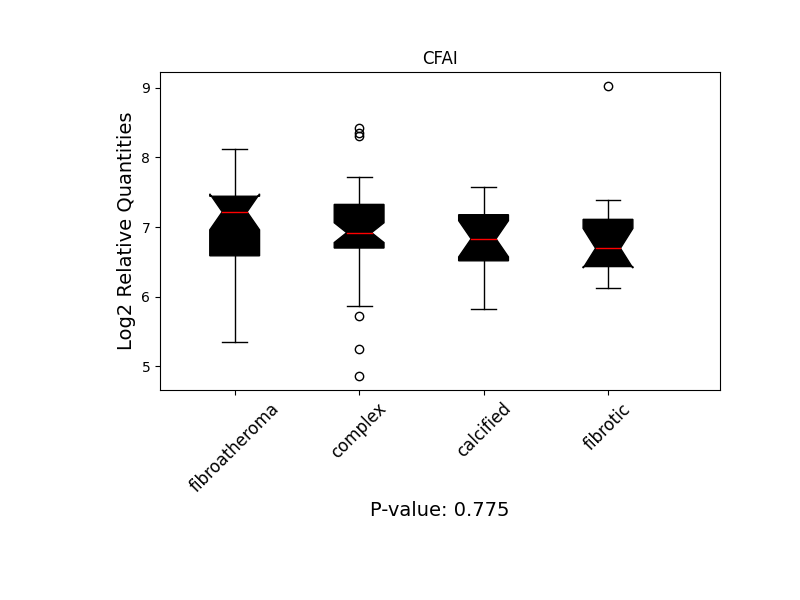 CFAI
Log2 Relative Quantities
9
8
7
6
5
fibroatheroma
complex
calcified
fibrotic
P-value: 0.775